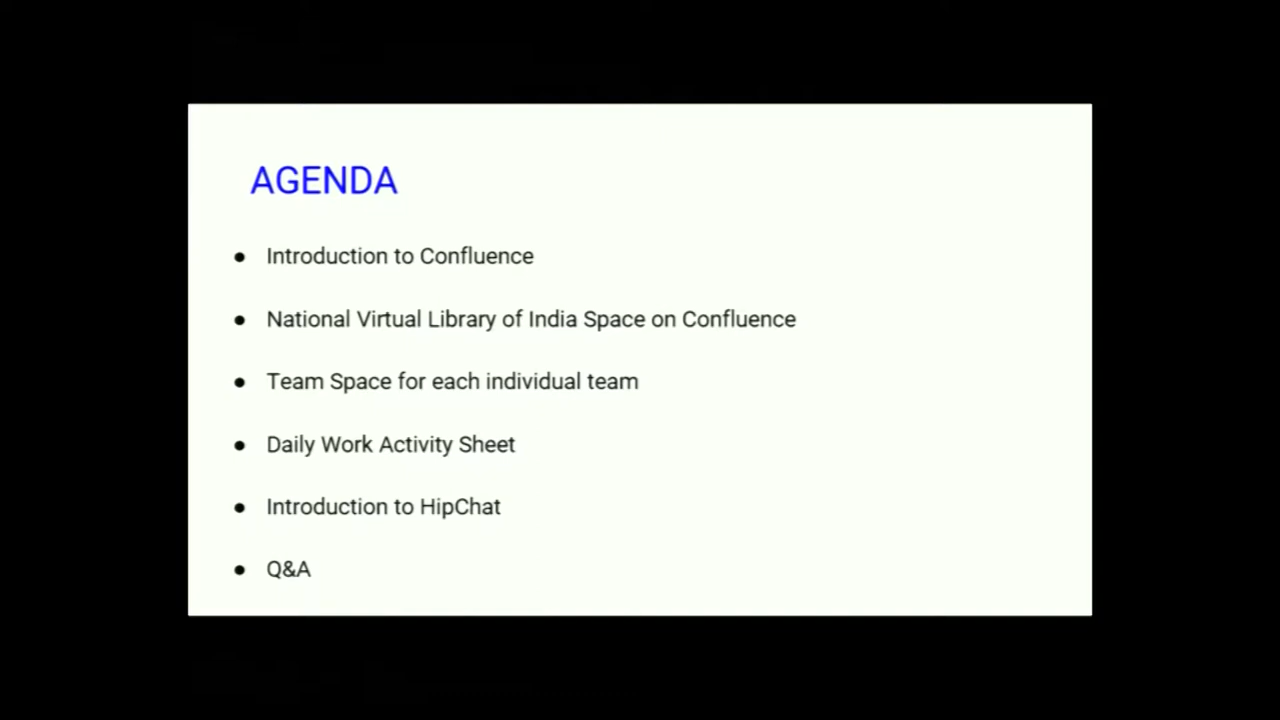 AGENDA
● Introduction to Confluence
● National Virtual Library of India Space on Confluence
● Team Space for each individual team
● Daily Work Activity Sheet
● Introduction to HipChat
● Q&A